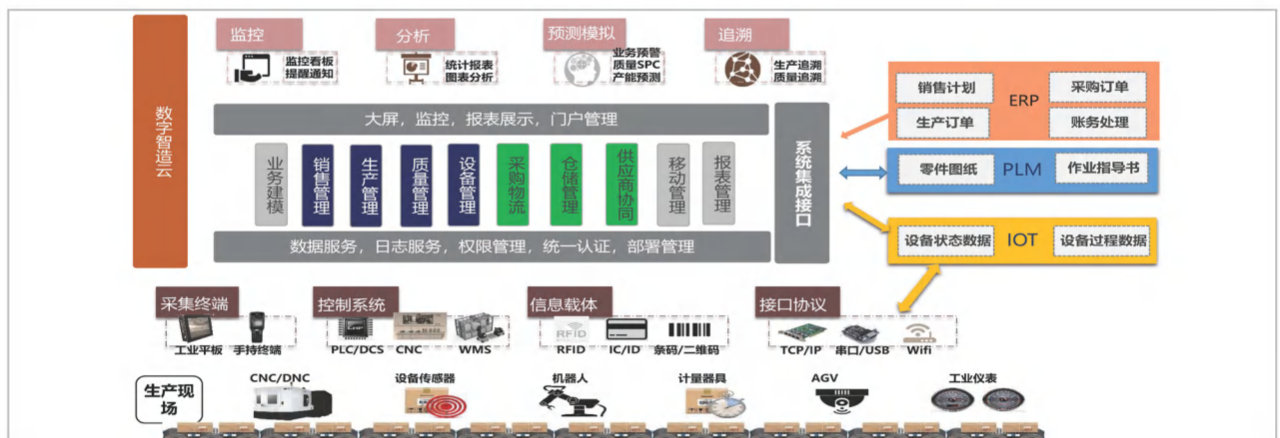 监控
分析
预测模拟
追溯
监控看板
提醒通知
统计报表
图表分析
业务预警
质量SPC
产能预测
生产追溯
质量追溯
数字智造云
大屏，监控，报表展示，门户管理
业务建模
销售管理
生产管理
质量管理
设备管理
采购物流
仓储管理
供应商协同
移动管理
报表管理
数据服务，日志服务，权限管理，统一认证，部署管理
系统集成接口
销售计划
ERP
采购订单
生产订单
账务处理
零件图纸
PLM
作业指导书
设备状态数据
IOT
设备过程数据
采集终端
控制系统
信息载体
接口协议
工业平板
手持终端
PLC/DCS
CNC
WMS
RFID
RFID
IC/ID
条码/二维码
TCP/IP
串口/USB
Wifi
生产现
场
CNC/DNC
设备传感器
机器人
计量器具
AGV
工业仪表